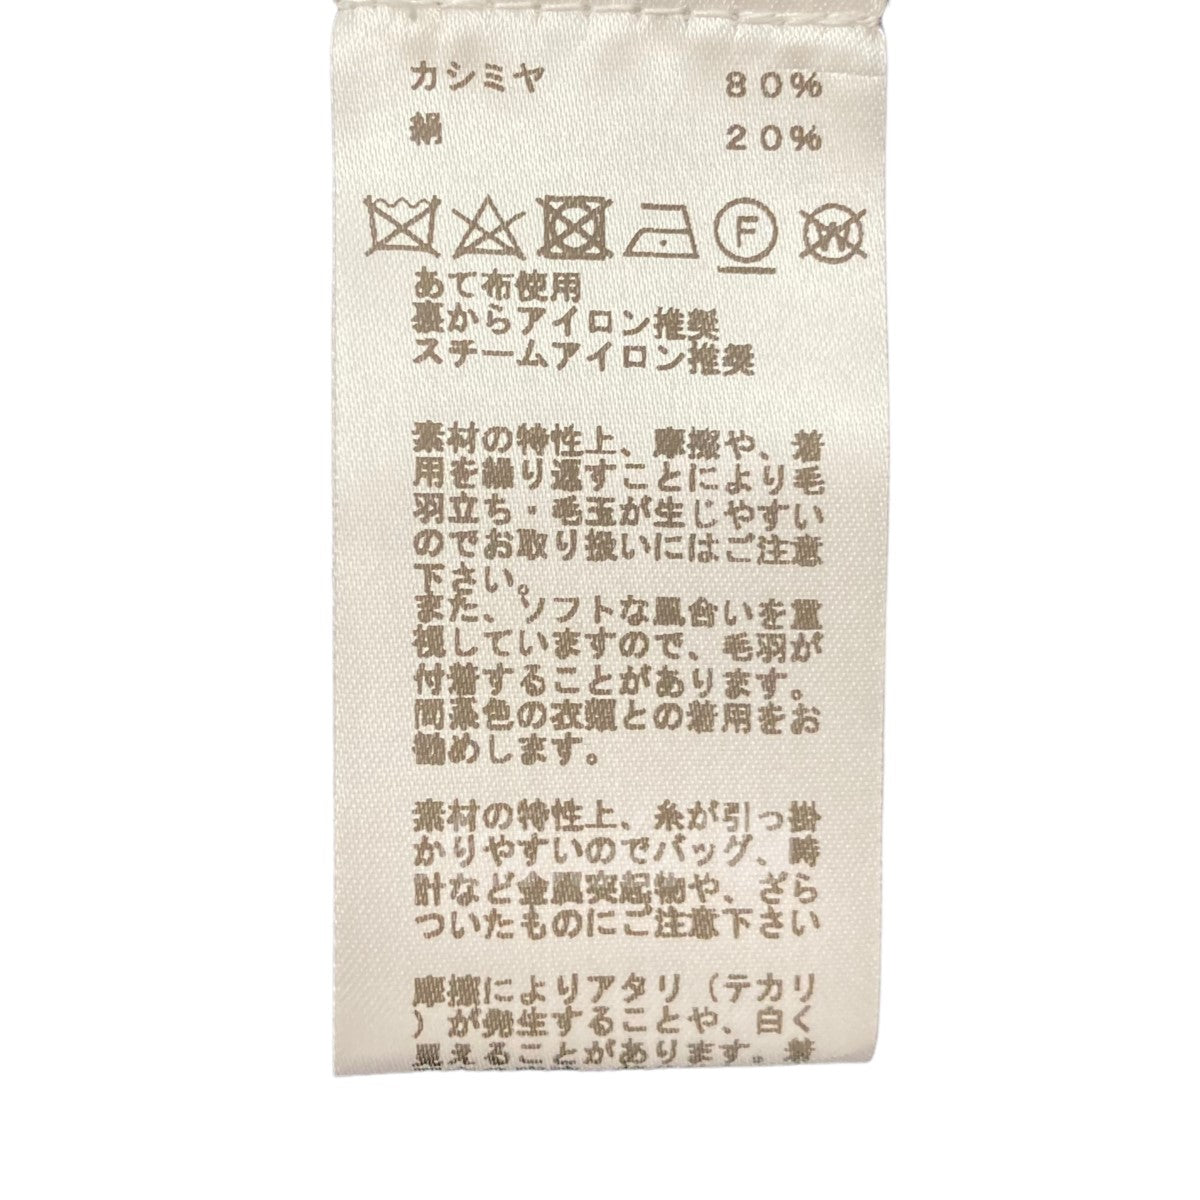 カシミヤ 80%
絹 20%
F
W
あて布使用
裏からアイロン推奨
スチームアイロン推奨
素材の特性上、摩擦や、着
用を繰り返すことにより毛
羽立ち・毛玉が生じやすい
のでお取り扱いにはご注意
下さい。
また、ソフトな風合いを重
視していますので、毛羽が
付着することがあります。
同系色の衣類との着用をお
勧めします。
素材の特性上、糸が引っ掛
かりやすいのでバッグ、時
計など金属突起物や、ざら
ついたものにご注意下さい
摩擦によりアタリ（テカリ
）が発生することや、白く
見えることがあります。着